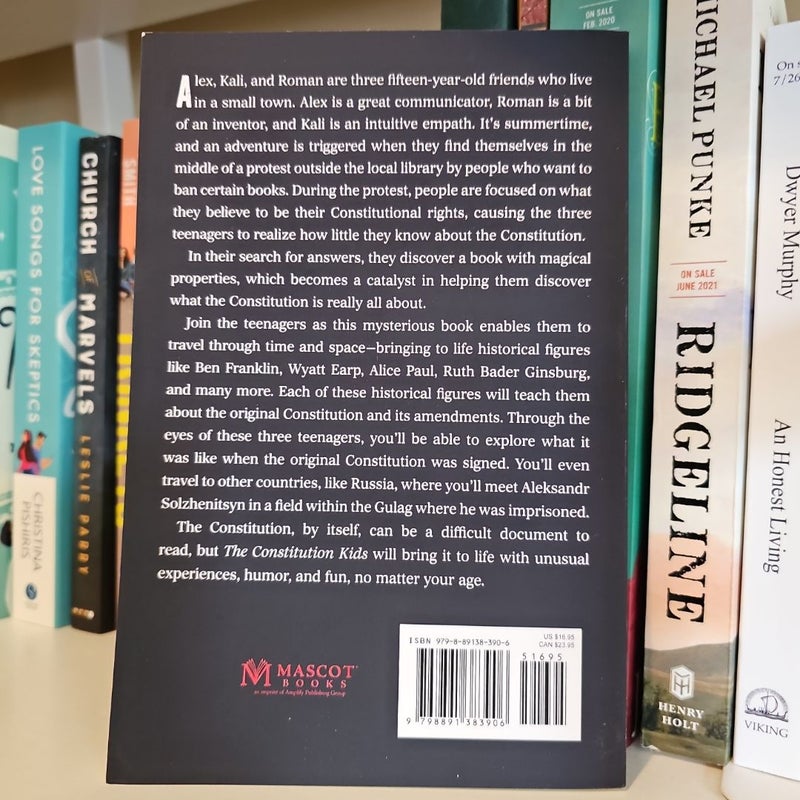 Alex, Kali, and Roman are three fifteen-year-old friends who live
in a small town. Alex is a great communicator, Roman is a bit
of an inventor, and Kali is an intuitive empath. It's summertime,
and an adventure is triggered when they find themselves in the
middle of a protest outside the local library by people who want to
ban certain books. During the protest, people are focused on what
they believe to be their Constitutional rights, causing the three
teenagers to realize how little they know about the Constitution.
In their search for answers, they discover a book with magical
properties, which becomes a catalyst in helping them discover
what the Constitution is really all about.
Join the teenagers as this mysterious book enables them to
travel through time and space—bringing to life historical figures
like Ben Franklin, Wyatt Earp, Alice Paul, Ruth Bader Ginsburg,
and many more. Each of these historical figures will teach them
about the original Constitution and its amendments. Through the
eyes of these three teenagers, you'll be able to explore what it
was like when the original Constitution was signed. You'll even
travel to other countries, like Russia, where you'll meet Aleksandr
Solzhenitsyn in a field within the Gulag where he was imprisoned.
The Constitution, by itself, can be a difficult document to
read, but The Constitution Kids will bring it to life with unusual
experiences, humor, and fun, no matter your age.
MASCOT
BOOKS
an imprint of Amplify Publishing Group
ISBN 979-8-89138-390-6
US $16.95
CAN $23.95
51695
9 798891 383906
LOVE SONGS FOR SKEPTICS
CHRISTINA
PISHIRIS
CHURCH OF MARVELS
LESLIE PARRY
SMITH
ON SALE
FEB. 2020
MICHAEL PUNKE
ON SALE
JUNE 2021
RIDGELINE
HENRY
HOLT
7/26
Dwyer Murphy
An Honest Living
VIKING